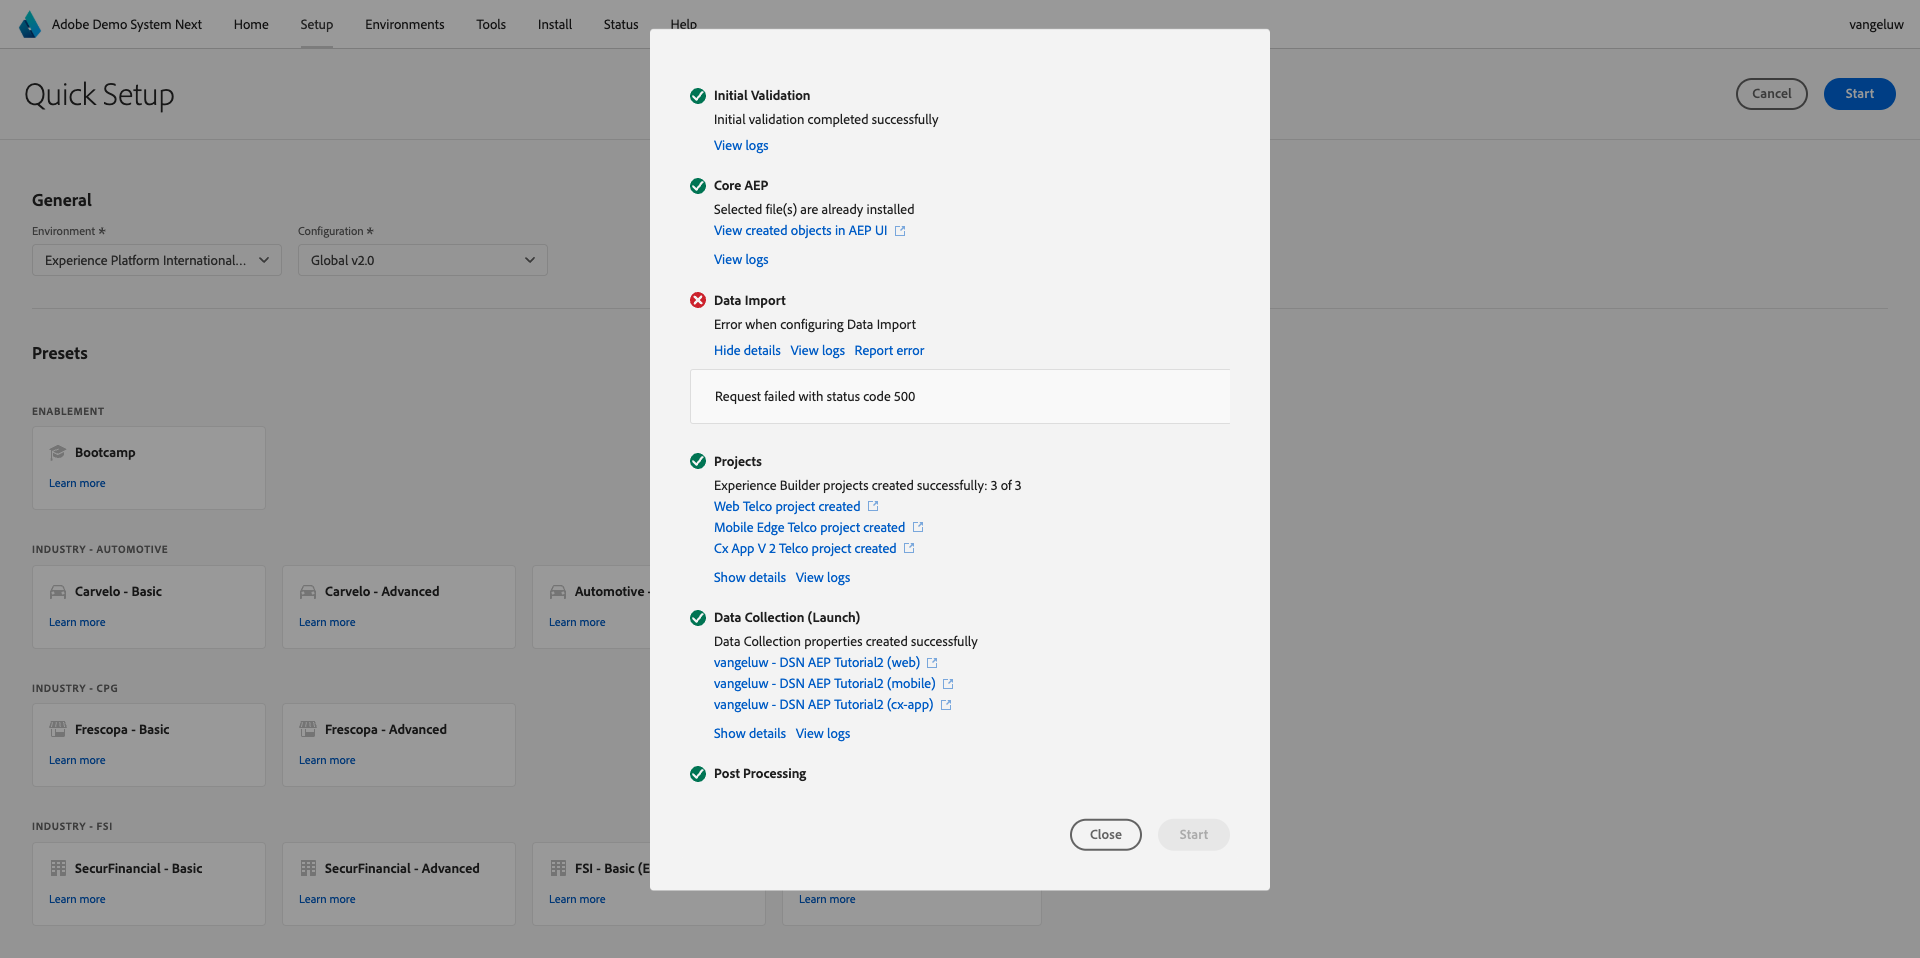 Adobe Demo System Next
Home
Setup
Environments
Tools
Install
Status
Help
vangeluw
Quick Setup
Cancel
Start
General
Environment *
Configuration *
Experience Platform International...
Global v2.0
Presets
ENABLEMENT
Bootcamp
Learn more
INDUSTRY - AUTOMOTIVE
Carvelo - Basic
Learn more
Carvelo - Advanced
Learn more
Automotive -
Learn more
INDUSTRY - CPG
Frescopa - Basic
Learn more
Frescopa - Advanced
Learn more
INDUSTRY - FSI
SecurFinancial - Basic
Learn more
SecurFinancial - Advanced
Learn more
FSI - Basic (E
Learn more
Learn more
Initial Validation
Initial validation completed successfully
View logs
Core AEP
Selected file(s) are already installed
View created objects in AEP UI
View logs
Data Import
Error when configuring Data Import
Hide details View logs Report error
Request failed with status code 500
Projects
Experience Builder projects created successfully: 3 of 3
Web Telco project created
Mobile Edge Telco project created
Cx App V 2 Telco project created
Show details View logs
Data Collection (Launch)
Data Collection properties created successfully
vangeluw - DSN AEP Tutorial2 (web)
vangeluw - DSN AEP Tutorial2 (mobile)
vangeluw - DSN AEP Tutorial2 (cx-app)
Show details View logs
Post Processing
Close
Start